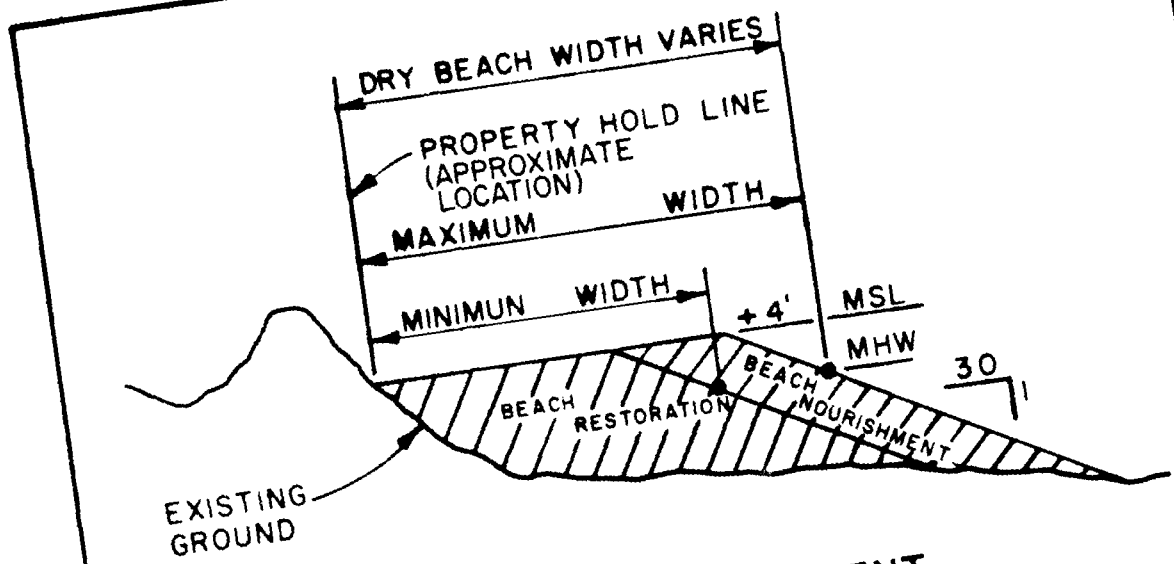 DRY BEACH WIDTH VARIES
PROPERTY HOLD LINE
(APPROXIMATE
LOCATION)
MAXIMUM WIDTH
MINIMUN WIDTH
+4' MSL
MHW
30
1
BEACH
NOURISHMENT
BEACH
RESTORATION
EXISTING
GROUND